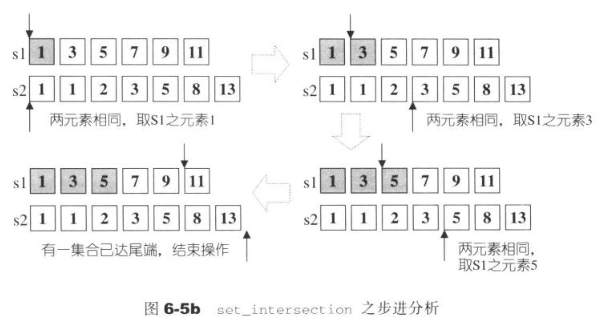 s1 1 3 5 7 9 11
s2 1 1 2 3 5 8 13
两元素相同，取S1之元素1
s1 1 3 5 7 9 11
s2 1 1 2 3 5 8 13
两元素相同，取S1之元素3
s1 1 3 5 7 9 11
s2 1 1 2 3 5 8 13
有一集合已达尾端，结束操作
s1 1 3 5 7 9 11
s2 1 1 2 3 5 8 13
两元素相同，
取S1之元素5
图 6-5b set_intersection 之步进分析